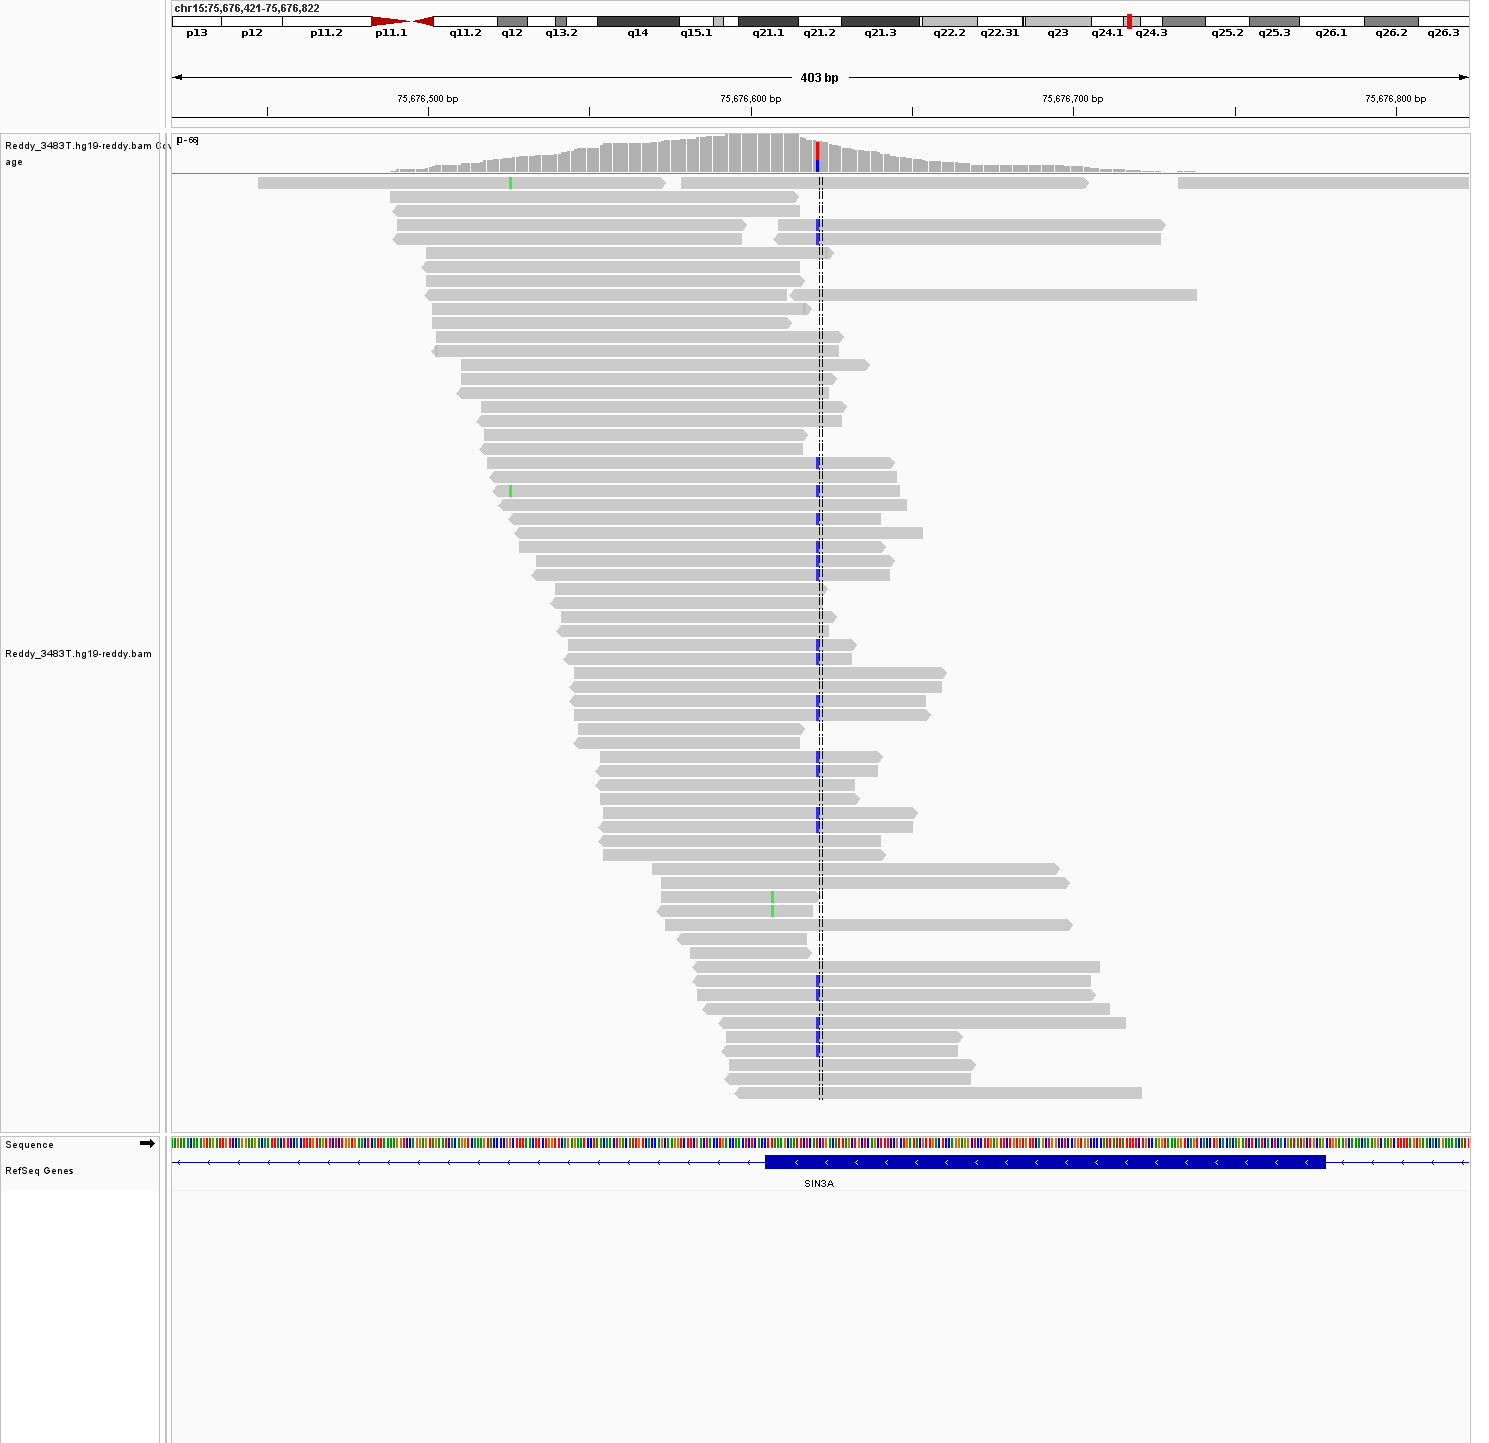 chr15:75,676,421-75,676,822
p13 p12 p11.2 p11.1 q11.2 q12 q13.2 q14 q15.1 q21.1 q21.2 q21.3 q22.2 q22.31 q23 q24.1 q24.3 q25.2 q25.3 q26.1 q26.2 q26.3
403 bp
75,676,500 bp 75,676,600 bp 75,676,700 bp 75,676,800 bp
Reddy_3483T.hg19-reddy.bam Cov
age
[0-66]
Reddy_3483T.hg19-reddy.bam
Sequence
RefSeq Genes
SIN3A